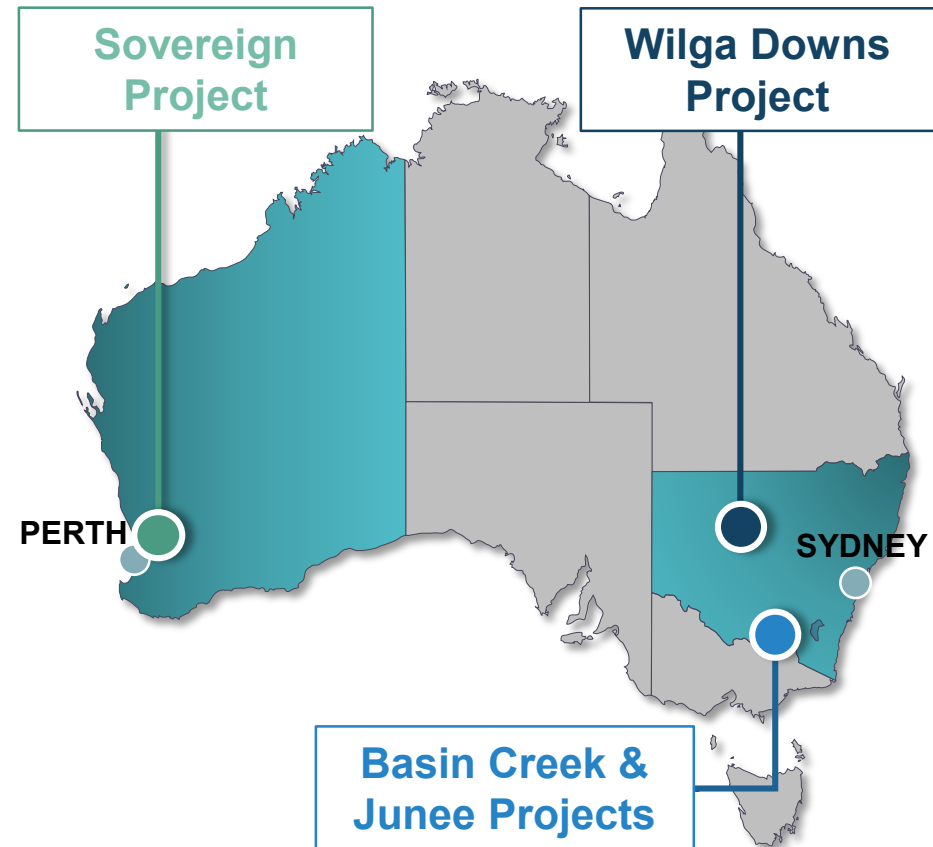 Sovereign
Project
Wilga Downs
Project
PERTH
SYDNEY
Basin Creek &
Junee Projects